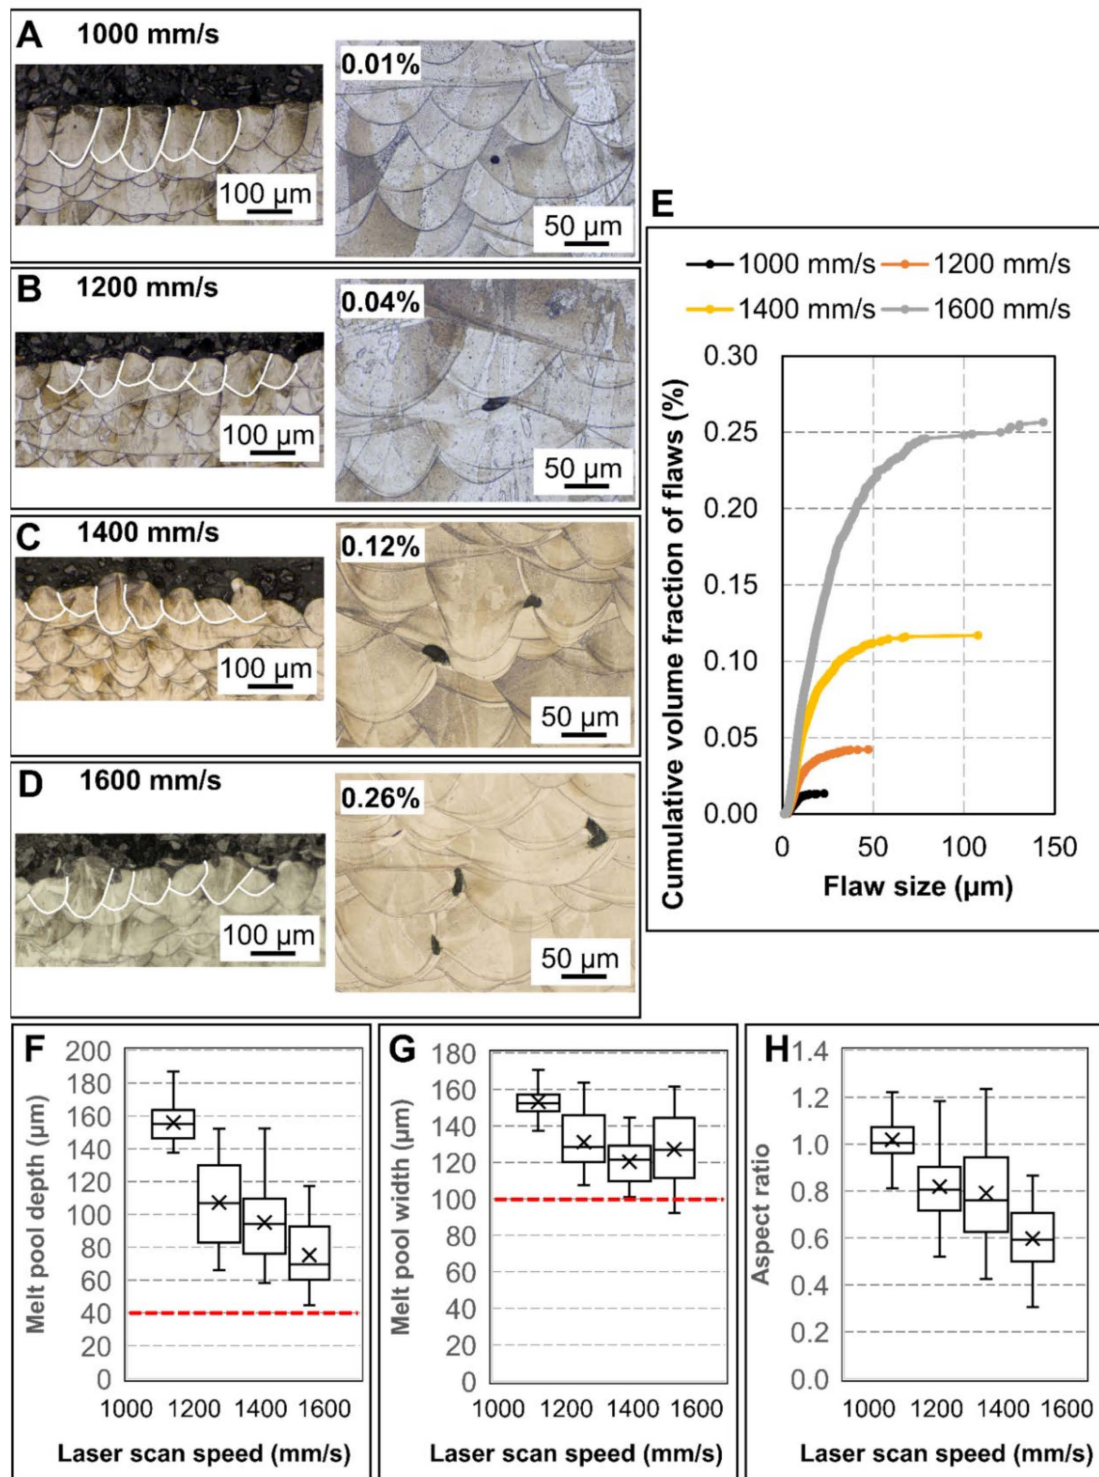 A 1000 mm/s
0.01%
100 µm
50 µm
B 1200 mm/s
0.04%
100 µm
50 µm
C 1400 mm/s
0.12%
100 µm
50 µm
D 1600 mm/s
0.26%
100 µm
50 µm
E
1000 mm/s 1200 mm/s
1400 mm/s 1600 mm/s
Cumulative volume fraction of flaws (%)
0.30
0.25
0.20
0.15
0.10
0.05
0.00
0 50 100 150
Flaw size (µm)
F
Melt pool depth (µm)
200
180
160
140
120
100
80
60
40
20
0
1000 1200 1400 1600
Laser scan speed (mm/s)
G
Melt pool width (µm)
180
160
140
120
100
80
60
40
20
0
1000 1200 1400 1600
Laser scan speed (mm/s)
H
Aspect ratio
1.4
1.2
1.0
0.8
0.6
0.4
0.2
0.0
1000 1200 1400 1600
Laser scan speed (mm/s)